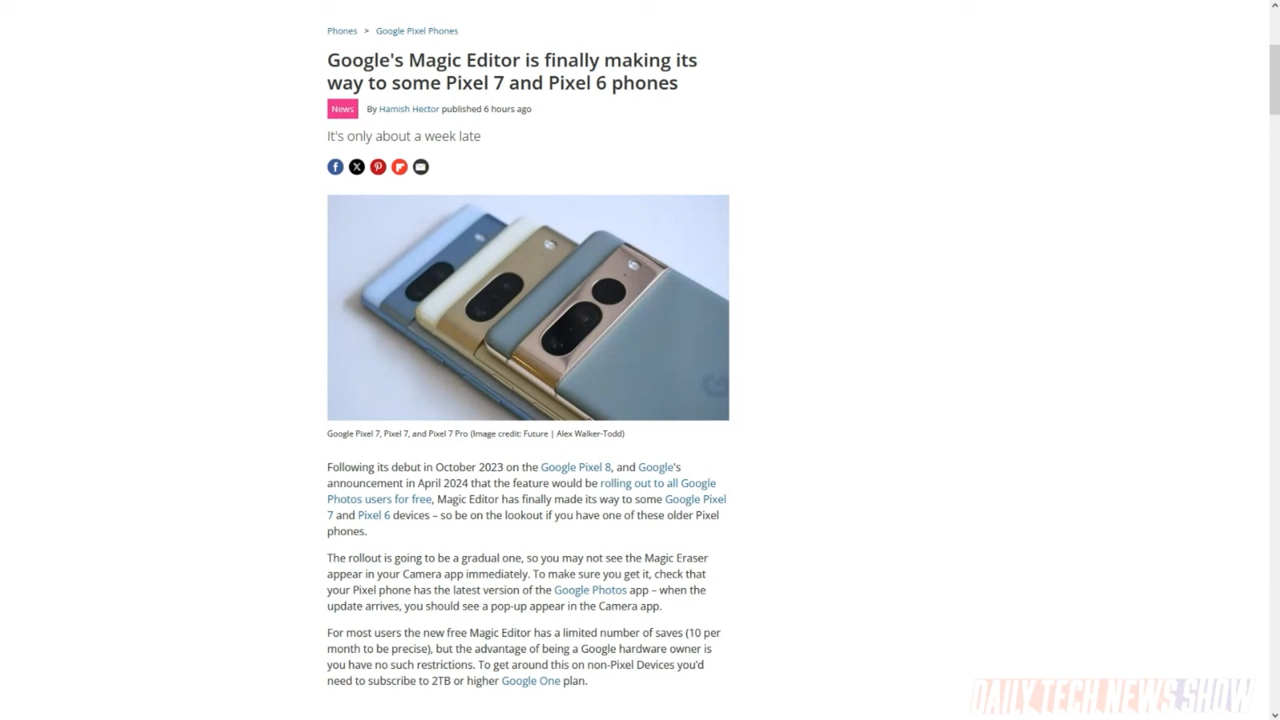 Phones > Google Pixel Phones
Google's Magic Editor is finally making its
way to some Pixel 7 and Pixel 6 phones
News By Hamish Hector published 6 hours ago
It's only about a week late
Google Pixel 7, Pixel 7, and Pixel 7 Pro (Image credit: Future | Alex Walker-Todd)
Following its debut in October 2023 on the Google Pixel 8, and Google's
announcement in April 2024 that the feature would be rolling out to all Google
Photos users for free, Magic Editor has finally made its way to some Google Pixel
7 and Pixel 6 devices – so be on the lookout if you have one of these older Pixel
phones.
The rollout is going to be a gradual one, so you may not see the Magic Eraser
appear in your Camera app immediately. To make sure you get it, check that
your Pixel phone has the latest version of the Google Photos app – when the
update arrives, you should see a pop-up appear in the Camera app.
For most users the new free Magic Editor has a limited number of saves (10 per
month to be precise), but the advantage of being a Google hardware owner is
you have no such restrictions. To get around this on non-Pixel Devices you'd
need to subscribe to 2TB or higher Google One plan.
DAILY TECH NEWS SHOW